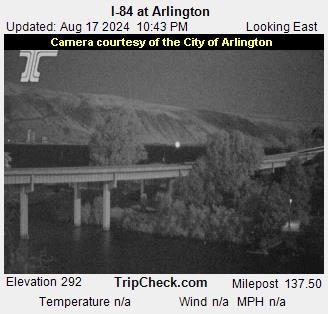 I-84 at Arlington
Updated: Aug 17 2024 10:43 PM Looking East
Camera courtesy of the City of Arlington
Elevation 292 TripCheck.com Milepost 137.50
Temperature n/a Wind n/a MPH n/a